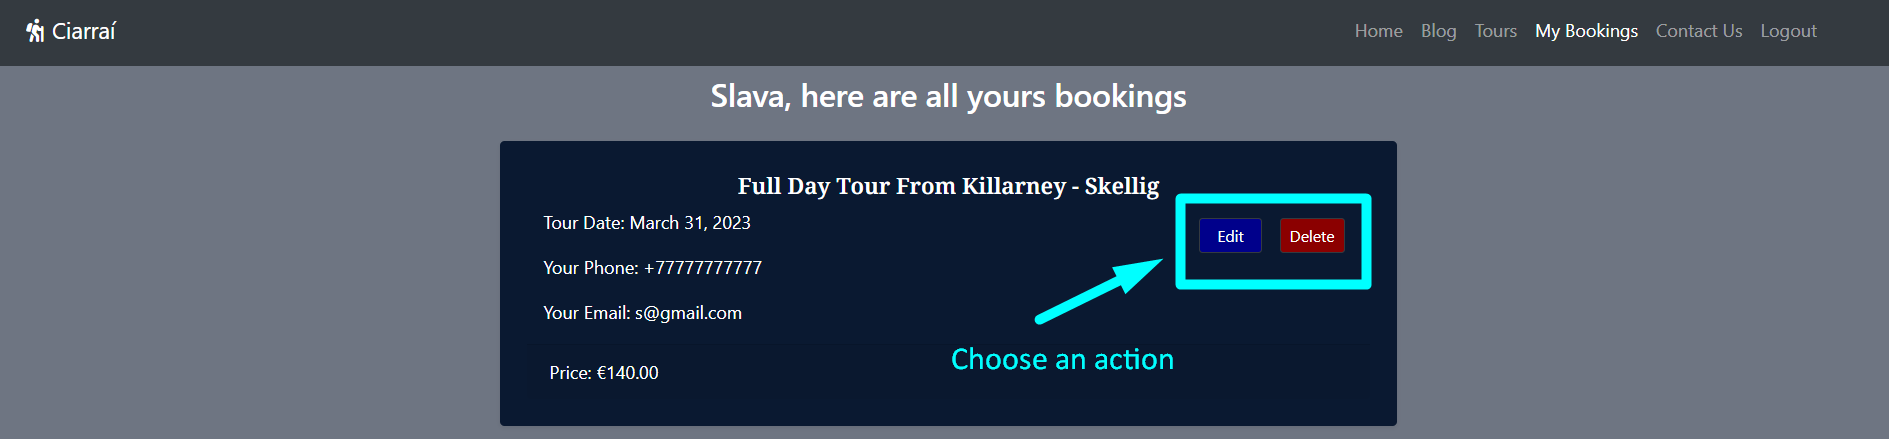 Ciarraí
Home Blog Tours My Bookings Contact Us Logout
Slava, here are all yours bookings
Full Day Tour From Killarney - Skellig
Tour Date: March 31, 2023
Edit Delete
Your Phone: +77777777777
Your Email: s@gmail.com
Choose an action
Price: €140.00